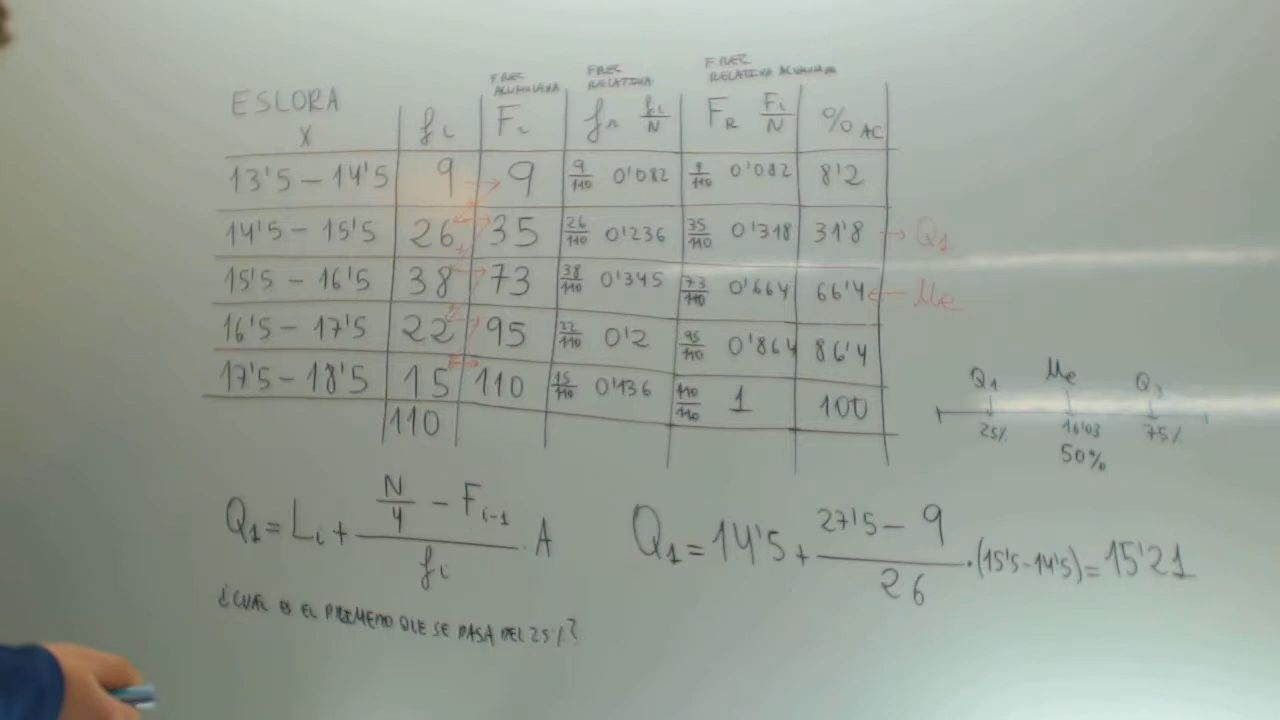 FREC ACUMULADA
FREC RELATIVA
FREC RELATIVA ACUMULADA
ESLORA X fi Fi fr fi/N FR Fi/N % AC
13'5 – 14'5 9 9 9/110 0'082 9/110 0'082 8'2
14'5 – 15'5 26 35 26/110 0'236 35/110 0'318 31'8 → Q1
15'5 – 16'5 38 73 38/110 0'345 73/110 0'664 66'4 ← Me
16'5 – 17'5 22 95 22/110 0'2 95/110 0'864 86'4
17'5 – 18'5 15 110 15/110 0'136 110/110 1 100
110
Q1 Me Q3
25% 16'03 75%
50%
Q1 = Li + (N/4 – Fi-1)/fi · A
Q1 = 14'5 + (27'5 – 9)/26 · (15'5 - 14'5) = 15'21
¿CUAL ES EL PRIMERO QUE SE PASA DEL 25%?